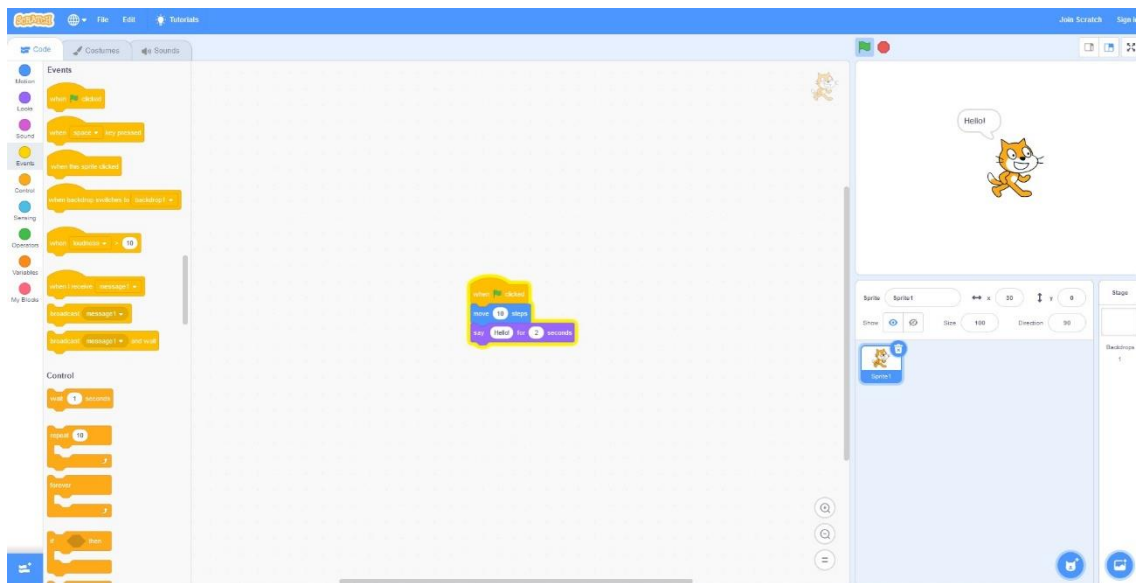 SCRATCH File Edit Tutorials Join Scratch Sign in
Code Costumes Sounds
Motion
Looks
Sound
Events
Control
Sensing
Operators
Variables
My Blocks
Events
when clicked
when space key pressed
when this sprite clicked
when backdrop switches to backdrop1
when loudness > 10
when I receive message1
broadcast message1
broadcast message1 and wait
Control
wait 1 seconds
repeat 10
forever
if then
when clicked
move 10 steps
say Hello! for 2 seconds
Hello!
Sprite Sprite1 x 30 y 0
Show Size 100 Direction 90
Sprite1
Stage
Backdrops
1